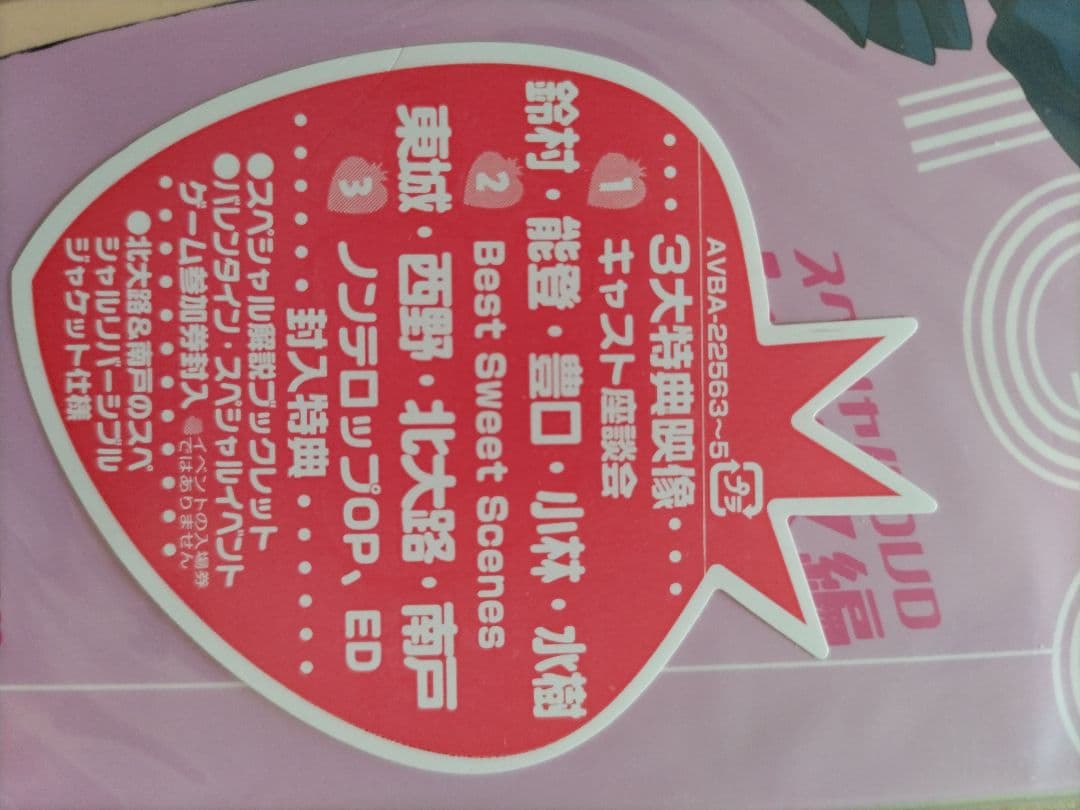 AVBA-22563~5
プラ
・・・・3大特典映像・・・・
1 キャスト座談会
鈴村・能登・豊口・小林・水樹
2 Best Sweet Scenes
東城・西野・北大路・南戸
3 ノンテロップOP、ED
・・・・・・封入特典・・・・・・
●スペシャル解説ブックレット
●バレンタイン・スペシャルイベント
ゲーム参加券封入
イベントの入場券
ではありません
●北大路&南戸のスペ
シャルリバーシブル
ジャケット仕様
編